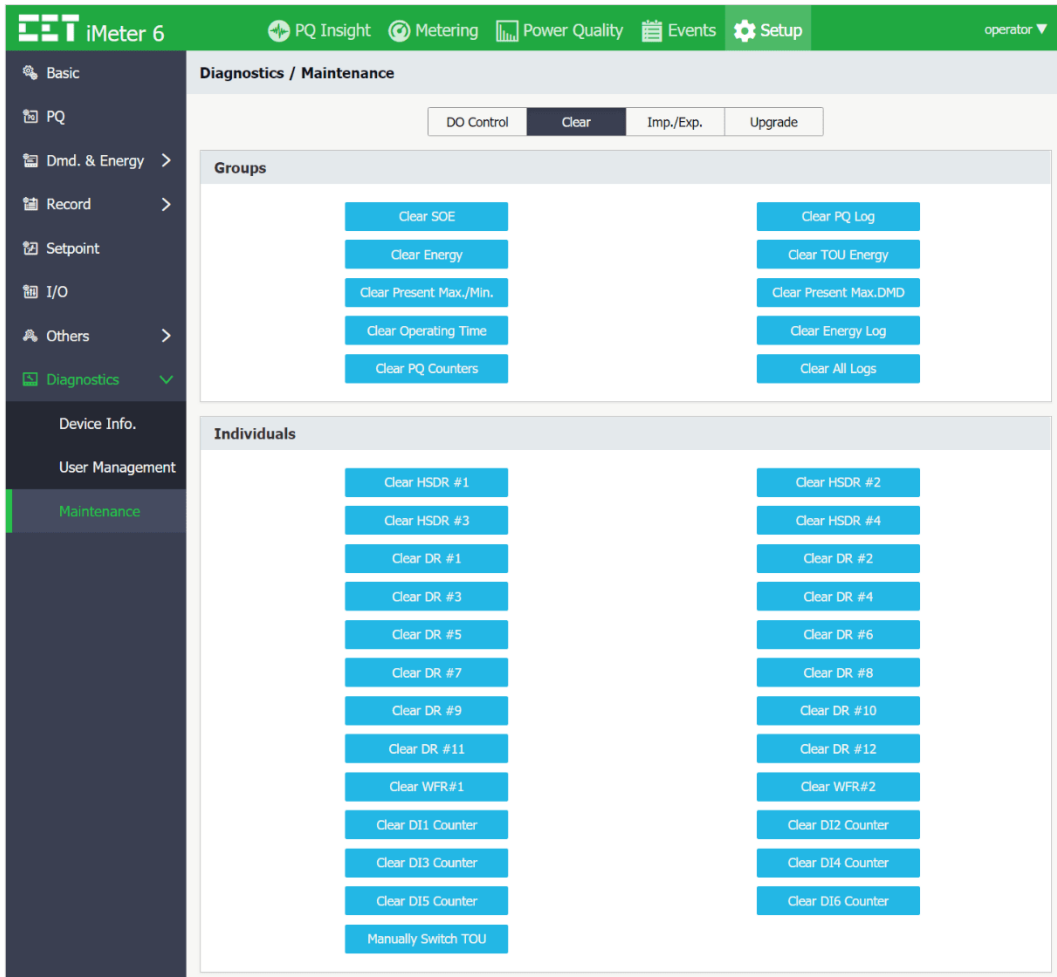 CET iMeter 6 PQ Insight Metering Power Quality Events Setup operator ▼
Basic
PQ
Dmd. & Energy
Record
Setpoint
I/O
Others
Diagnostics
Device Info.
User Management
Maintenance
Diagnostics / Maintenance
DO Control Clear Imp./Exp. Upgrade
Groups
Clear SOE Clear PQ Log
Clear Energy Clear TOU Energy
Clear Present Max./Min. Clear Present Max.DMD
Clear Operating Time Clear Energy Log
Clear PQ Counters Clear All Logs
Individuals
Clear HSDR #1 Clear HSDR #2
Clear HSDR #3 Clear HSDR #4
Clear DR #1 Clear DR #2
Clear DR #3 Clear DR #4
Clear DR #5 Clear DR #6
Clear DR #7 Clear DR #8
Clear DR #9 Clear DR #10
Clear DR #11 Clear DR #12
Clear WFR#1 Clear WFR#2
Clear DI1 Counter Clear DI2 Counter
Clear DI3 Counter Clear DI4 Counter
Clear DI5 Counter Clear DI6 Counter
Manually Switch TOU